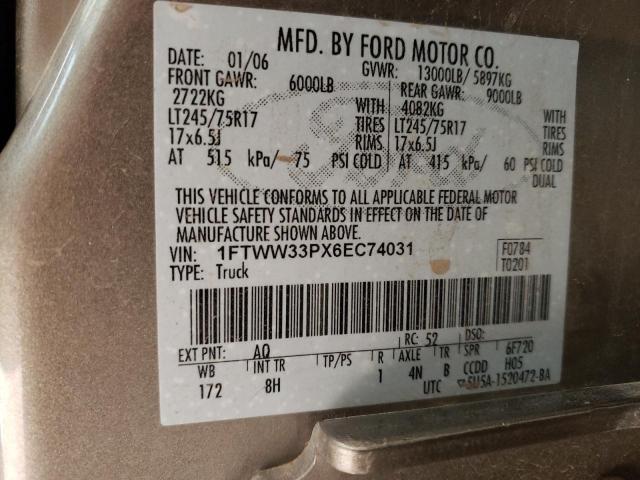 MFD. BY FORD MOTOR CO.
DATE: 01/06 GVWR: 13000LB/ 5897KG
FRONT GAWR: 6000LB REAR GAWR: 9000LB
2722KG WITH 4082KG WITH
LT245/75R17 TIRES LT245/75R17 TIRES
17x6.5J RIMS 17x6.5J RIMS
AT 515 kPa/ 75 PSI COLD AT 415 kPa/ 60 PSI COLD
DUAL
THIS VEHICLE CONFORMS TO ALL APPLICABLE FEDERAL MOTOR
VEHICLE SAFETY STANDARDS IN EFFECT ON THE DATE OF
MANUFACTURE SHOWN ABOVE.
VIN: 1FTWW33PX6EC74031 F0784
TYPE: Truck T0201
RC: 52 DSO:
EXT PNT: AQ 6F720
WB INT TR TP/PS R AXLE TR SPR H05
172 8H 1 4N B CCDD
UTC 5U5A-1520472-BA